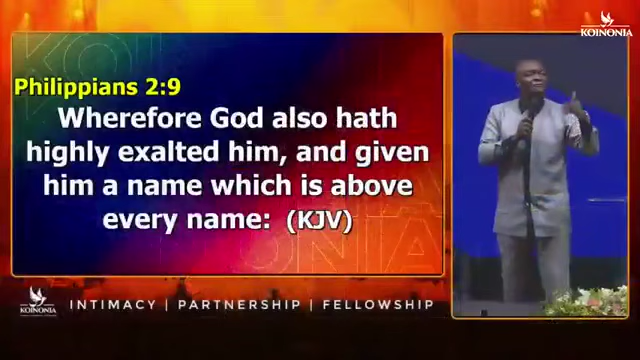 KOINONIA
Philippians 2:9
Wherefore God also hath
highly exalted him, and given
him a name which is above
every name: (KJV)
KOINONIA
INTIMACY | PARTNERSHIP | FELLOWSHIP